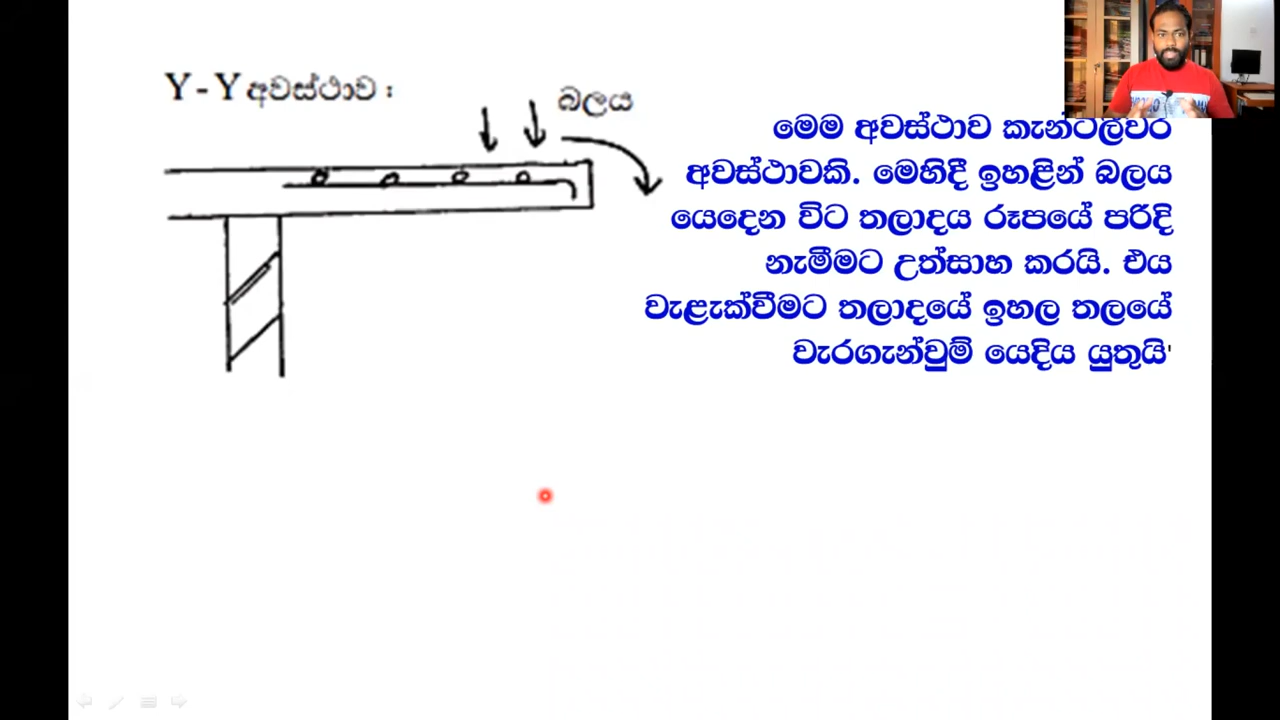 Y - Y අවස්ථාව :
බලය
මෙම අවස්ථාව කැන්ටිලිවර්
අවස්ථාවකි. මෙහිදී ඉහළින් බලය
යෙදෙන විට තලාදය රූපයේ පරිදි
නැමීමට උත්සාහ කරයි. එය
වැළැක්වීමට තලාදයේ ඉහල තලයේ
වැරගැන්වුම් යෙදිය යුතුයි'